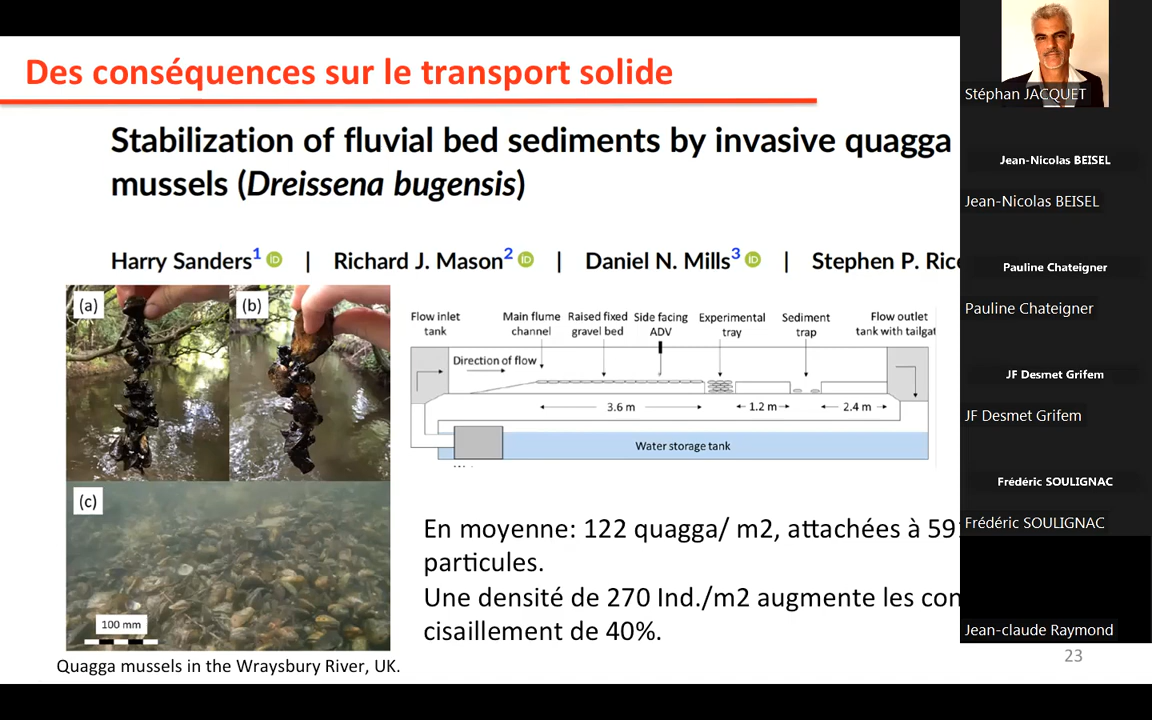 Des conséquences sur le transport solide
Stabilization of fluvial bed sediments by invasive quagga
mussels (Dreissena bugensis)
Harry Sanders1 iD | Richard J. Mason2 iD | Daniel N. Mills3 iD | Stephen P.
(a)
(b)
(c)
100 mm
Quagga mussels in the Wraysbury River, UK.
Flow inlet
tank
Main flume
channel
Raised fixed
gravel bed
Side facing
ADV
Experimental
tray
Sediment
trap
Flow outlet
tank with
Direction of flow
3.6 m
1.2 m
2.4 m
Water storage tank
En moyenne: 122 quagga/ m2, attachées à
particules.
Une densité de 270 Ind./m2 augmente les
cisaillement de 40%.
23
Stéphan JACQUET
Jean-Nicolas BEISEL
Jean-Nicolas BEISEL
Pauline Chateigner
Pauline Chateigner
JF Desmet Grifem
JF Desmet Grifem
Frédéric SOULIGNAC
Frédéric SOULIGNAC
Jean-claude Raymond